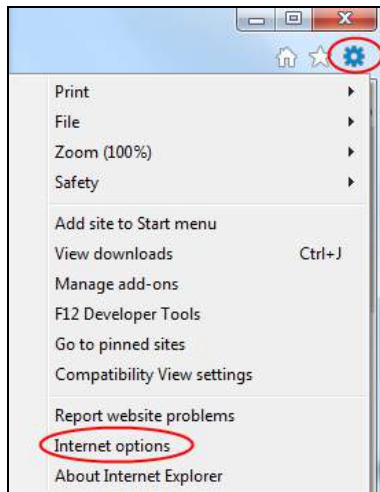 Print
File
Zoom (100%)
Safety
Add site to Start menu
View downloads Ctrl+J
Manage add-ons
F12 Developer Tools
Go to pinned sites
Compatibility View settings
Report website problems
Internet options
About Internet Explorer